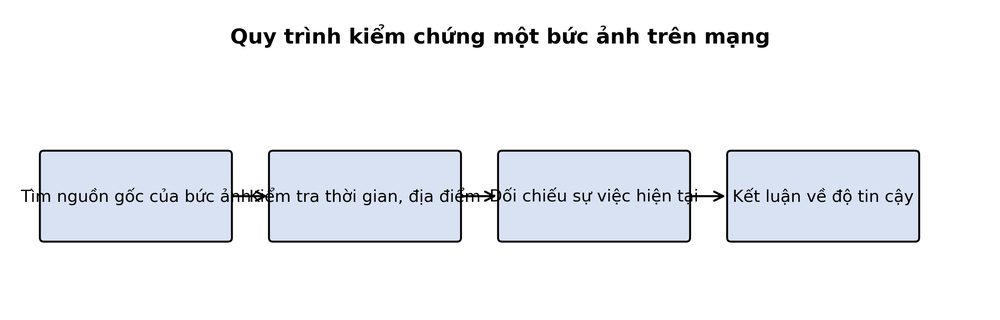 Quy trình kiểm chứng một bức ảnh trên mạng
Tìm nguồn gốc của bức ảnh
Kiểm tra thời gian, địa điểm
Đối chiếu sự việc hiện tại
Kết luận về độ tin cậy